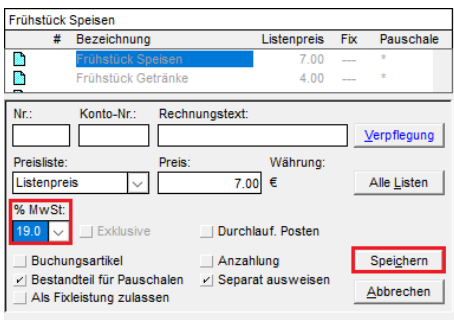 Frühstück Speisen
# Bezeichnung Listenpreis Fix Pauschale
Frühstück Speisen 7.00 --- *
Frühstück Getränke 4.00 --- *
Nr.: Konto-Nr.: Rechnungstext:
Verpflegung
Preisliste: Preis: Währung:
Listenpreis 7.00 € Alle Listen
% MwSt:
19.0 Exklusive Durchlauf. Posten
Buchungsartikel Anzahlung Speichern
Bestandteil für Pauschalen Separat ausweisen
Als Fixleistung zulassen Abbrechen